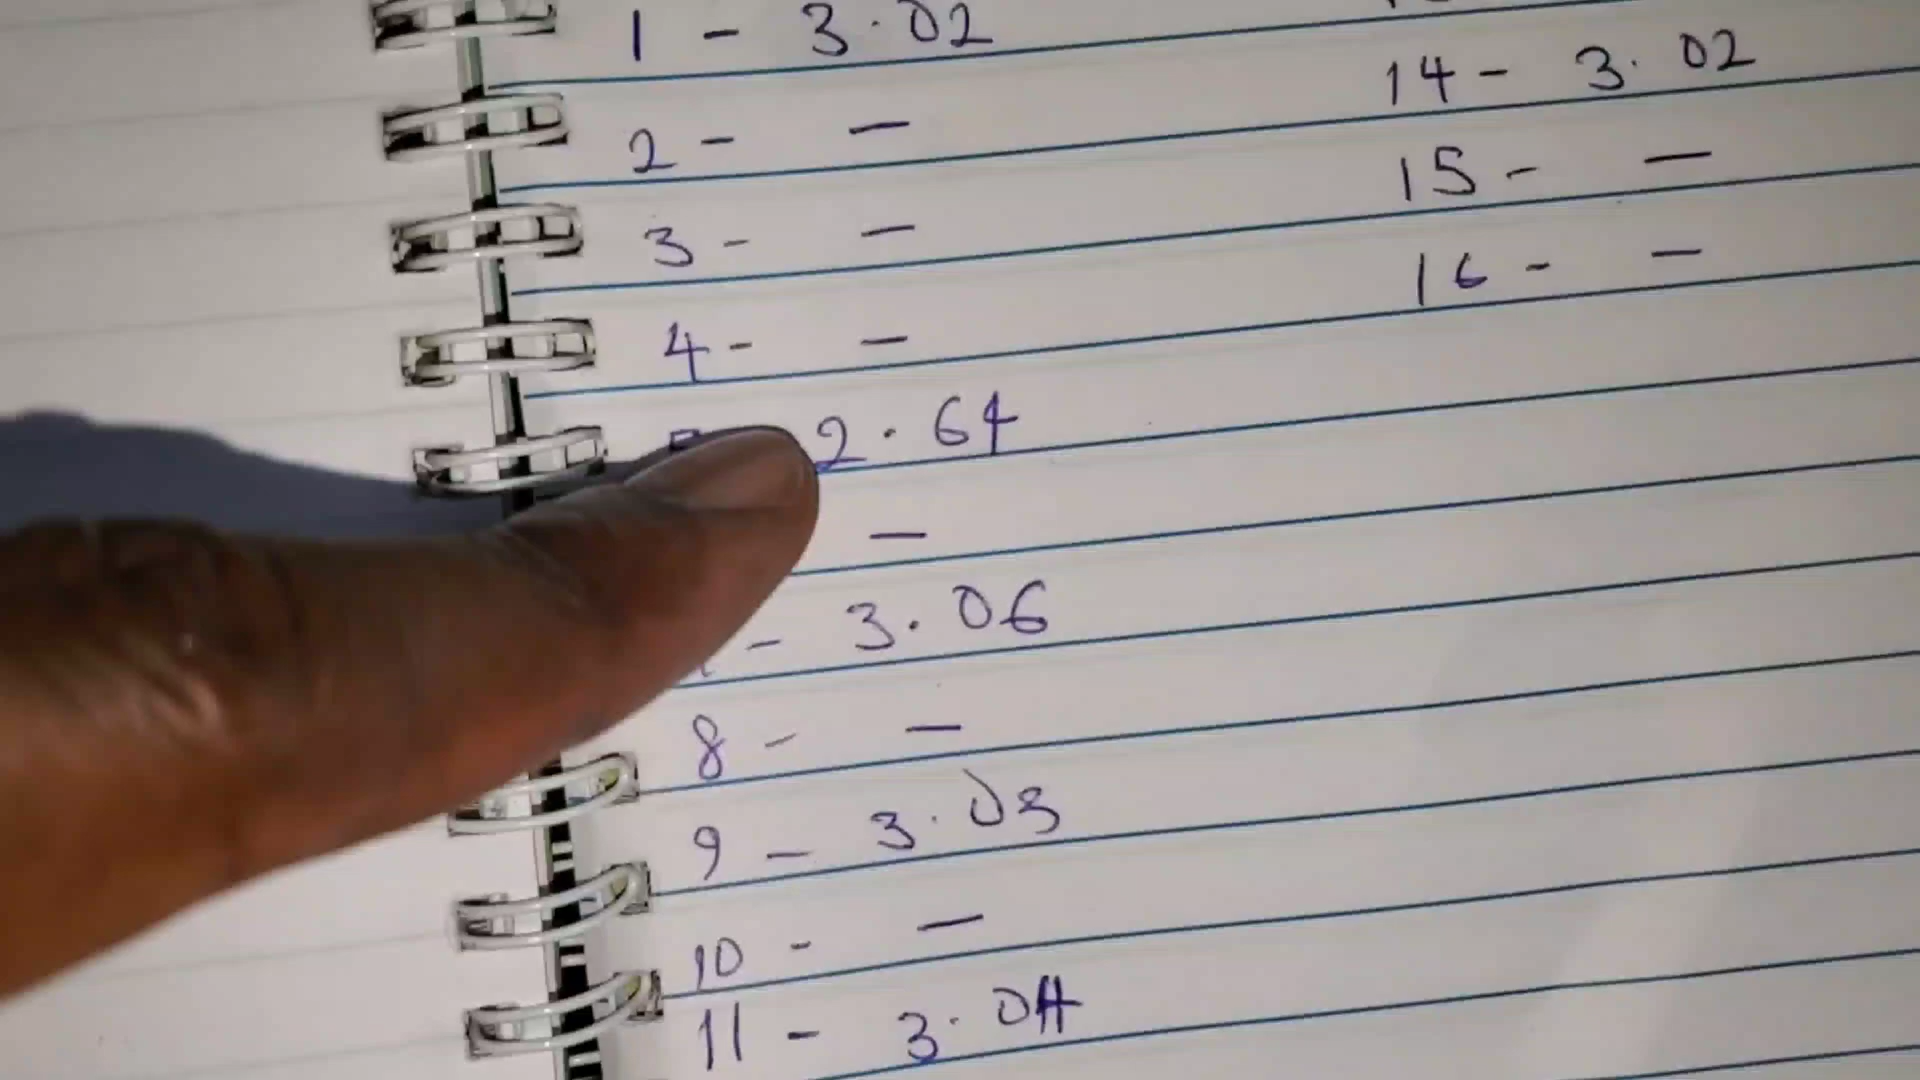 1 - 3.02
2 - —
3 - —
4 - —
2.64
—
- 3.06
8 - —
9 - 3.03
10 - —
11 - 3.04
14 - 3.02
15 - —
16 - —